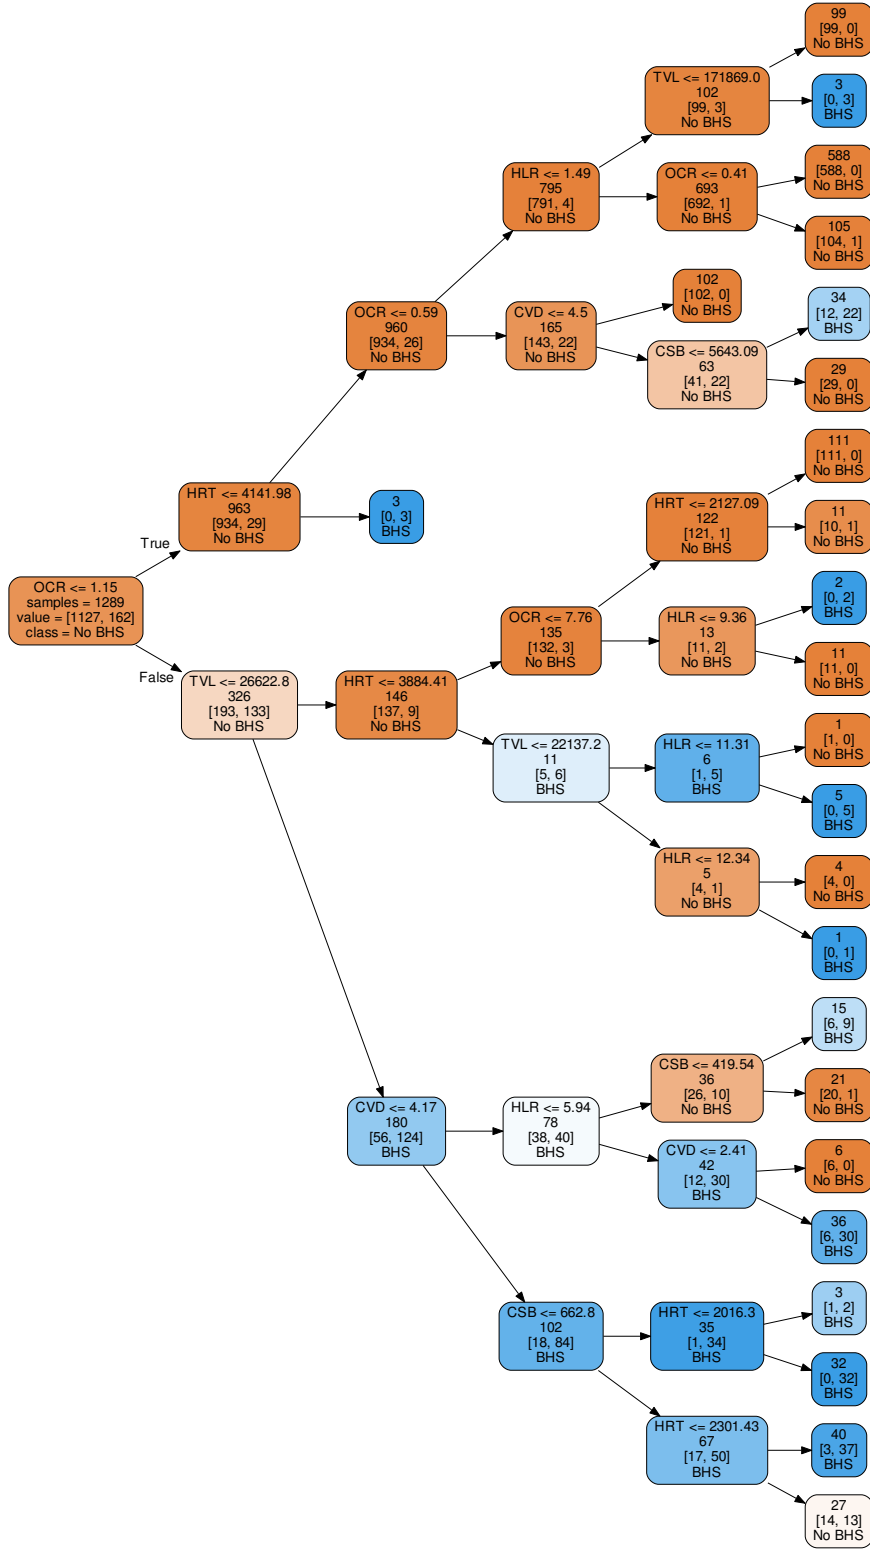 99
[99, 0]
No BHS
TVL <= 171869.0
102
[99, 3]
No BHS
3
[0, 3]
BHS
HLR <= 1.49
795
[791, 4]
No BHS
OCR <= 0.41
693
[692, 1]
No BHS
588
[588, 0]
No BHS
105
[104, 1]
No BHS
OCR <= 0.59
960
[934, 26]
No BHS
CVD <= 4.5
165
[143, 22]
No BHS
102
[102, 0]
No BHS
CSB <= 5643.09
63
[41, 22]
No BHS
34
[12, 22]
BHS
29
[29, 0]
No BHS
HRT <= 4141.98
963
[934, 29]
No BHS
3
[0, 3]
BHS
True
OCR <= 1.15
samples = 1289
value = [1127, 162]
class = No BHS
False
TVL <= 26622.8
326
[193, 133]
No BHS
HRT <= 3884.41
146
[137, 9]
No BHS
OCR <= 7.76
135
[132, 3]
No BHS
HRT <= 2127.09
122
[121, 1]
No BHS
111
[111, 0]
No BHS
11
[10, 1]
No BHS
HLR <= 9.36
13
[11, 2]
No BHS
2
[0, 2]
BHS
11
[11, 0]
No BHS
TVL <= 22137.2
11
[5, 6]
BHS
HLR <= 11.31
6
[1, 5]
BHS
1
[1, 0]
No BHS
5
[0, 5]
BHS
HLR <= 12.34
5
[4, 1]
No BHS
4
[4, 0]
No BHS
1
[0, 1]
BHS
CVD <= 4.17
180
[56, 124]
BHS
HLR <= 5.94
78
[38, 40]
BHS
CSB <= 419.54
36
[26, 10]
No BHS
15
[6, 9]
BHS
21
[20, 1]
No BHS
CVD <= 2.41
42
[12, 30]
BHS
6
[6, 0]
No BHS
36
[6, 30]
BHS
CSB <= 662.8
102
[18, 84]
BHS
HRT <= 2016.3
35
[1, 34]
BHS
3
[1, 2]
BHS
32
[0, 32]
BHS
HRT <= 2301.43
67
[17, 50]
BHS
40
[3, 37]
BHS
27
[14, 13]
No BHS